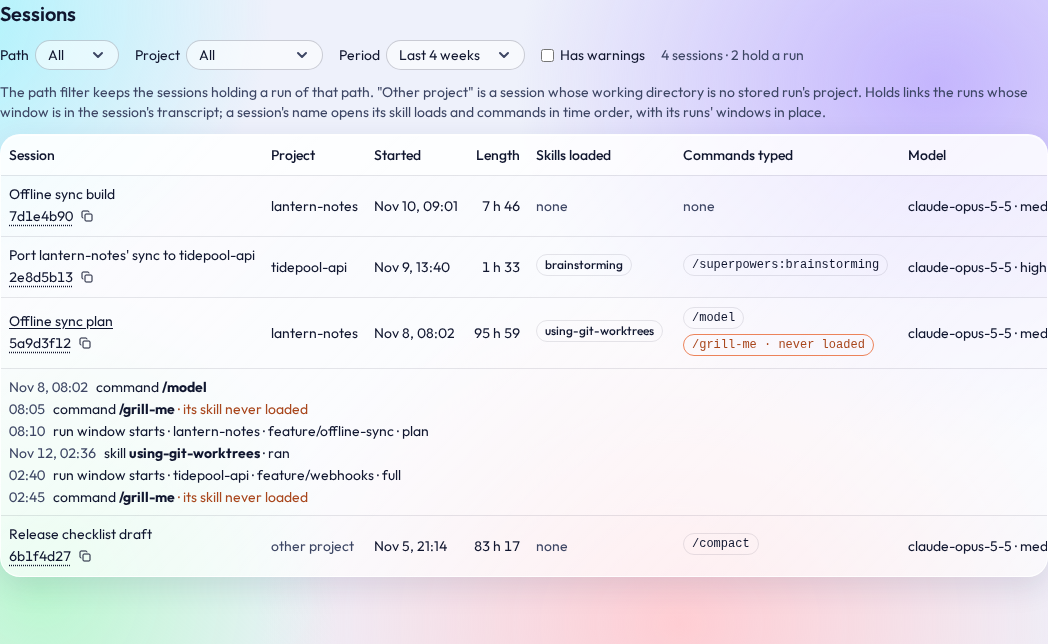 Sessions
Path All Project All Period Last 4 weeks Has warnings 4 sessions · 2 hold a run
The path filter keeps the sessions holding a run of that path. "Other project" is a session whose working directory is no stored run's project. Holds links the runs whose
window is in the session's transcript; a session's name opens its skill loads and commands in time order, with its runs' windows in place.
Session Project Started Length Skills loaded Commands typed Model
Offline sync build
7d1e4b90 lantern-notes Nov 10, 09:01 7 h 46 none none claude-opus-5-5 · med
Port lantern-notes' sync to tidepool-api
2e8d5b13 tidepool-api Nov 9, 13:40 1 h 33 brainstorming /superpowers:brainstorming claude-opus-5-5 · high
Offline sync plan
5a9d3f12 lantern-notes Nov 8, 08:02 95 h 59 using-git-worktrees /model claude-opus-5-5 · med
/grill-me · never loaded
Nov 8, 08:02 command /model
08:05 command /grill-me · its skill never loaded
08:10 run window starts · lantern-notes · feature/offline-sync · plan
Nov 12, 02:36 skill using-git-worktrees · ran
02:40 run window starts · tidepool-api · feature/webhooks · full
02:45 command /grill-me · its skill never loaded
Release checklist draft
6b1f4d27 other project Nov 5, 21:14 83 h 17 none /compact claude-opus-5-5 · med